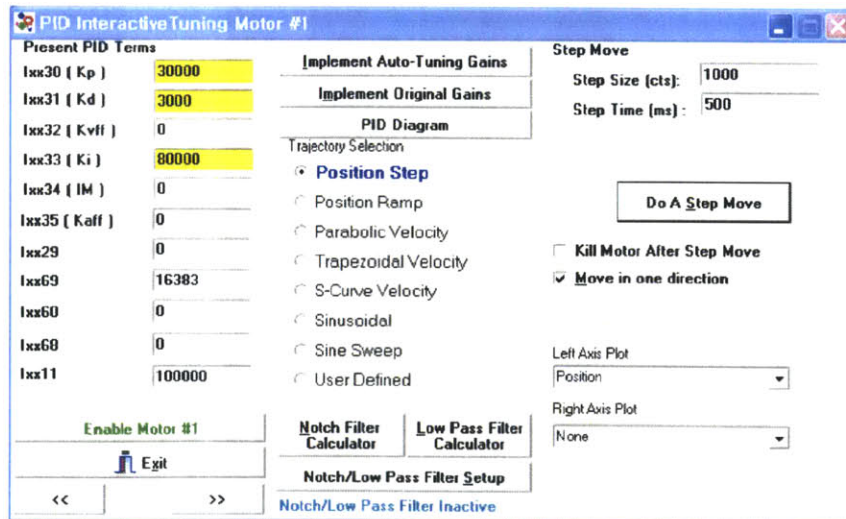 PID InteractiveTuning Motor #1
Present PID Terms
Ixx30 ( Kp ) 30000
Ixx31 ( Kd ) 3000
Ixx32 ( Kvff ) 0
Ixx33 ( Ki ) 80000
Ixx34 ( IM ) 0
Ixx35 ( Kaff ) 0
Ixx29 0
Ixx69 16383
Ixx60 0
Ixx68 0
Ixx11 100000
Enable Motor #1
Exit
<< >>
Implement Auto-Tuning Gains
Implement Original Gains
PID Diagram
Trajectory Selection
Position Step
Position Ramp
Parabolic Velocity
Trapezoidal Velocity
S-Curve Velocity
Sinusoidal
Sine Sweep
User Defined
Notch Filter
Calculator
Low Pass Filter
Calculator
Notch/Low Pass Filter Setup
Notch/Low Pass Filter Inactive
Step Move
Step Size (cts): 1000
Step Time (ms) : 500
Do A Step Move
Kill Motor After Step Move
Move in one direction
Left Axis Plot
Position
Right Axis Plot
None